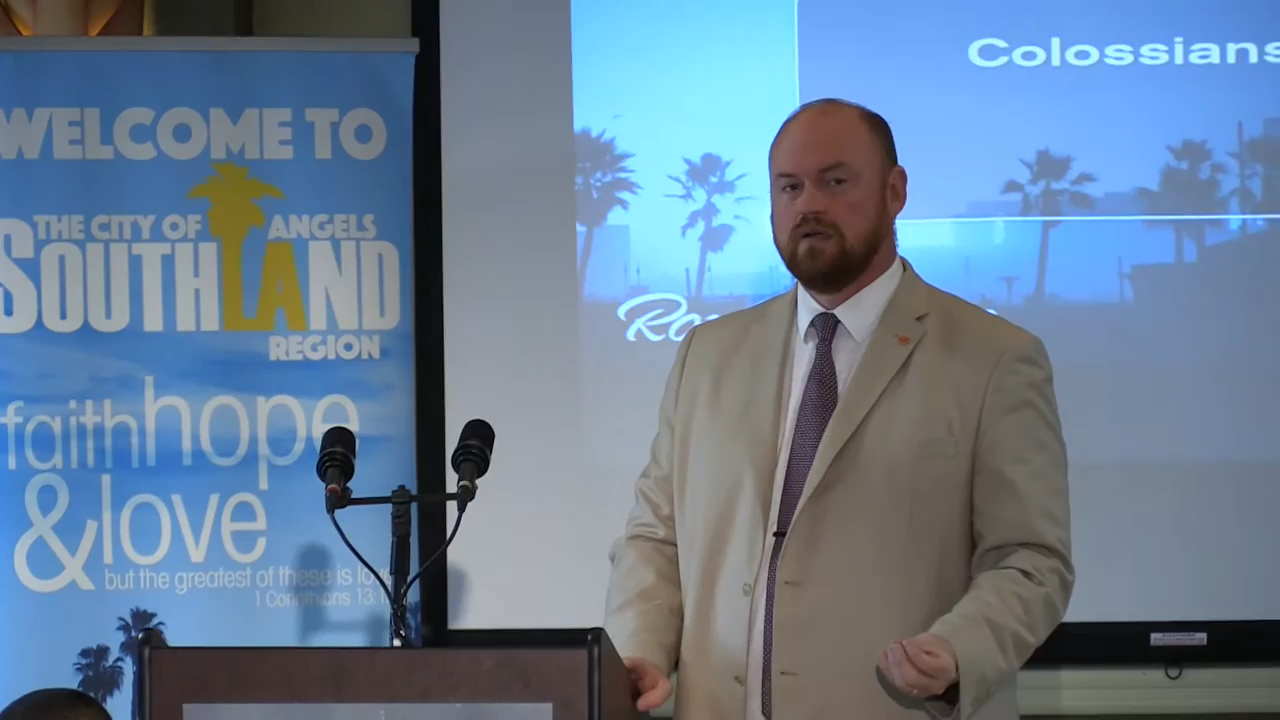 WELCOME TO
THE CITY OF ANGELS
SOUTHLAND
REGION
faith hope
& love
but the greatest of these is love
1 Corinthians 13:
Colossians